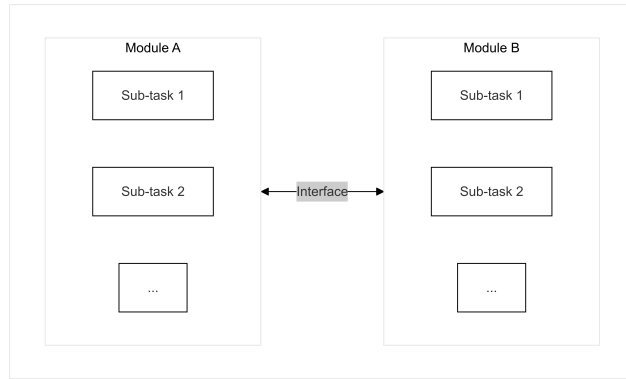 Module A
Sub-task 1
Sub-task 2
...
Interface
Module B
Sub-task 1
Sub-task 2
...